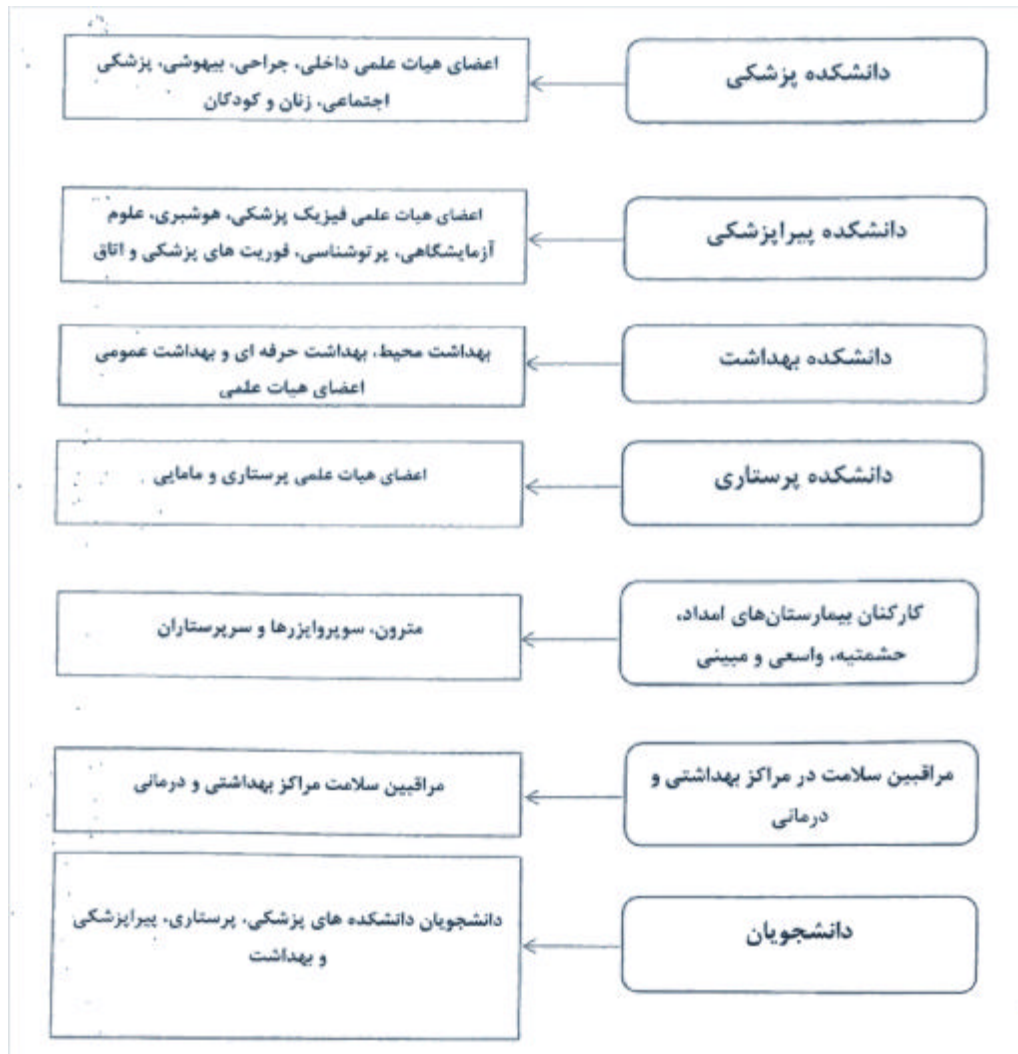 دانشکده پزشکی
اعضای هیات علمی داخلی، جراحی، بیهوشی، پزشکی
اجتماعی، زنان و کودکان
دانشکده پیراپزشکی
اعضای هیات علمی فیزیک پزشکی، هوشبری، علوم
آزمایشگاهی، پرتوشناسی، فوریت های پزشکی و اتاق
دانشکده بهداشت
بهداشت محیط، بهداشت حرفه ای و بهداشت عمومی
اعضای هیات علمی
دانشکده پرستاری
اعضای هیات علمی پرستاری و مامایی
کارکنان بیمارستان‌های امداد،
حشمتیه، واسعی و مبینی
مترون، سوپروایزرها و سرپرستاران
مراقبین سلامت در مراکز بهداشتی و
درمانی
مراقبین سلامت مراکز بهداشتی و درمانی
دانشجویان
دانشجویان دانشکده های پزشکی، پرستاری، پیراپزشکی
و بهداشت